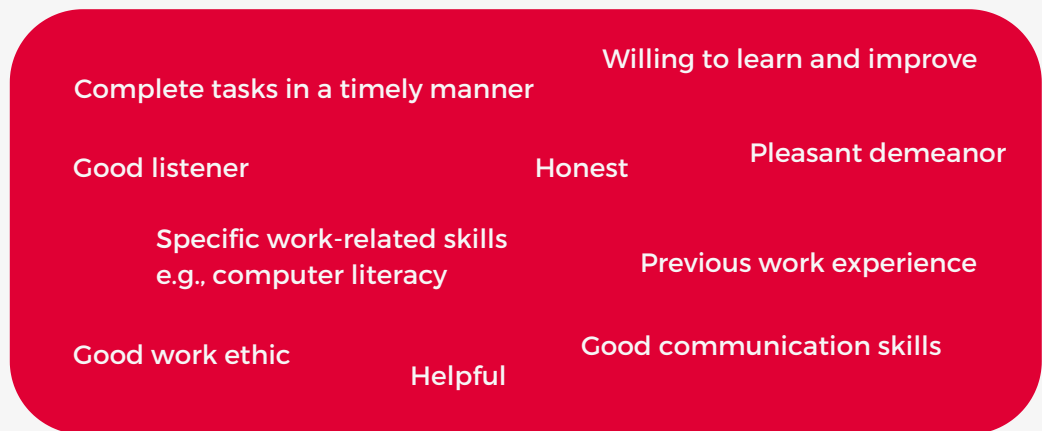 Willing to learn and improve
Complete tasks in a timely manner
Pleasant demeanor
Good listener
Honest
Specific work-related skills
e.g., computer literacy
Previous work experience
Good work ethic
Good communication skills
Helpful